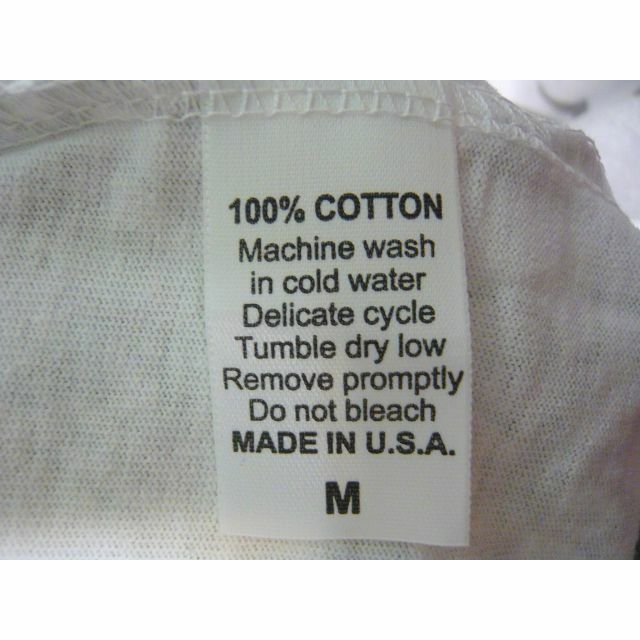 100% COTTON
Machine wash
in cold water
Delicate cycle
Tumble dry low
Remove promptly
Do not bleach
MADE IN U.S.A.
M